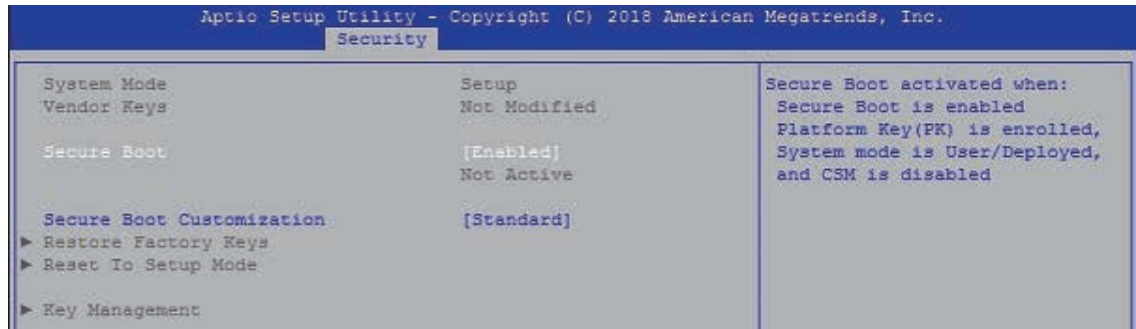 Aptio Setup Utility - Copyright (C) 2018 American Megatrends, Inc.
Security
System Mode Setup
Vendor Keys Not Modified
Secure Boot [Enabled]
Not Active
Secure Boot Customization [Standard]
► Restore Factory Keys
► Reset To Setup Mode
► Key Management
Secure Boot activated when:
Secure Boot is enabled
Platform Key(PK) is enrolled,
System mode is User/Deployed,
and CSM is disabled